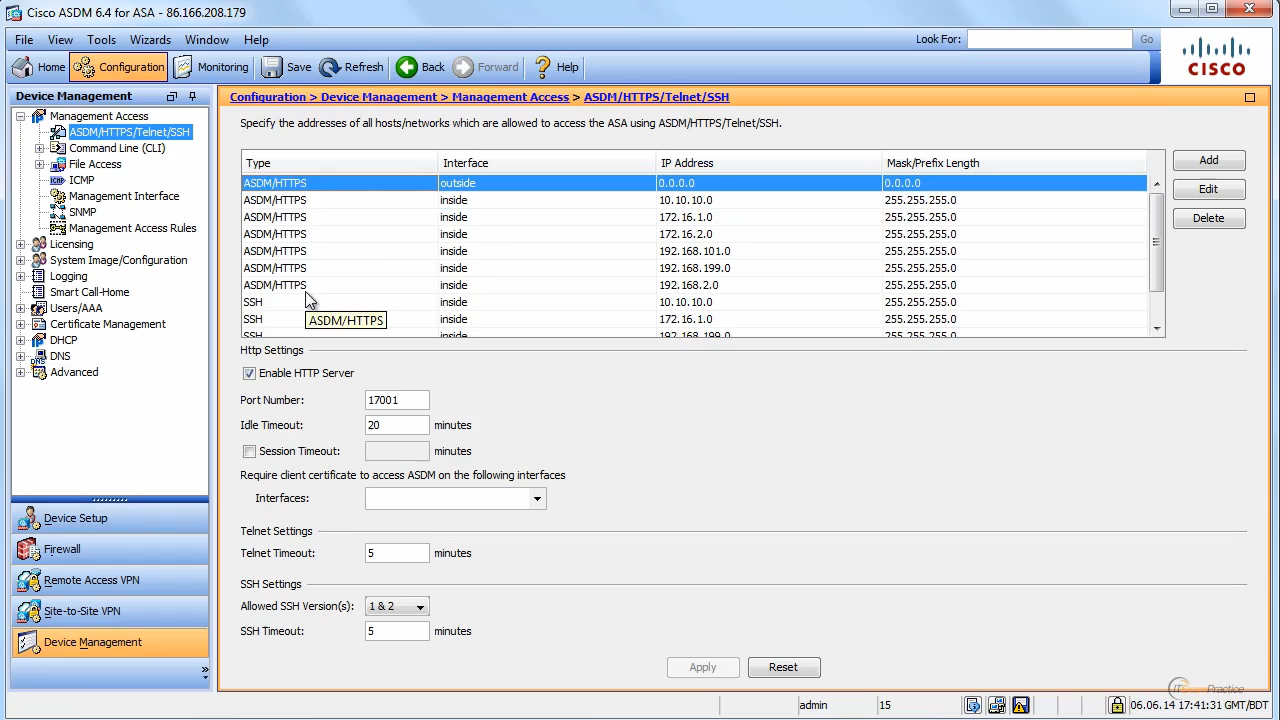 Cisco ASDM 6.4 for ASA - 86.166.208.179
File View Tools Wizards Window Help Look For: Go
Home Configuration Monitoring Save Refresh Back Forward Help
CISCO
Device Management
Configuration > Device Management > Management Access > ASDM/HTTPS/Telnet/SSH
Management Access
ASDM/HTTPS/Telnet/SSH
Command Line (CLI)
File Access
ICMP
Management Interface
SNMP
Management Access Rules
Licensing
System Image/Configuration
Logging
Smart Call-Home
Users/AAA
Certificate Management
DHCP
DNS
Advanced
Device Setup
Firewall
Remote Access VPN
Site-to-Site VPN
Device Management
Specify the addresses of all hosts/networks which are allowed to access the ASA using ASDM/HTTPS/Telnet/SSH.
Type Interface IP Address Mask/Prefix Length
ASDM/HTTPS outside 0.0.0.0 0.0.0.0
ASDM/HTTPS inside 10.10.10.0 255.255.255.0
ASDM/HTTPS inside 172.16.1.0 255.255.255.0
ASDM/HTTPS inside 172.16.2.0 255.255.255.0
ASDM/HTTPS inside 192.168.101.0 255.255.255.0
ASDM/HTTPS inside 192.168.199.0 255.255.255.0
ASDM/HTTPS inside 192.168.2.0 255.255.255.0
SSH inside 10.10.10.0 255.255.255.0
SSH inside 172.16.1.0 255.255.255.0
SSH inside 192.168.199.0 255.255.255.0
ASDM/HTTPS
Add
Edit
Delete
Http Settings
Enable HTTP Server
Port Number: 17001
Idle Timeout: 20 minutes
Session Timeout: minutes
Require client certificate to access ASDM on the following interfaces
Interfaces:
Telnet Settings
Telnet Timeout: 5 minutes
SSH Settings
Allowed SSH Version(s): 1 & 2
SSH Timeout: 5 minutes
Apply Reset
admin 15 06.06.14 17:41:31 GMT/BDT